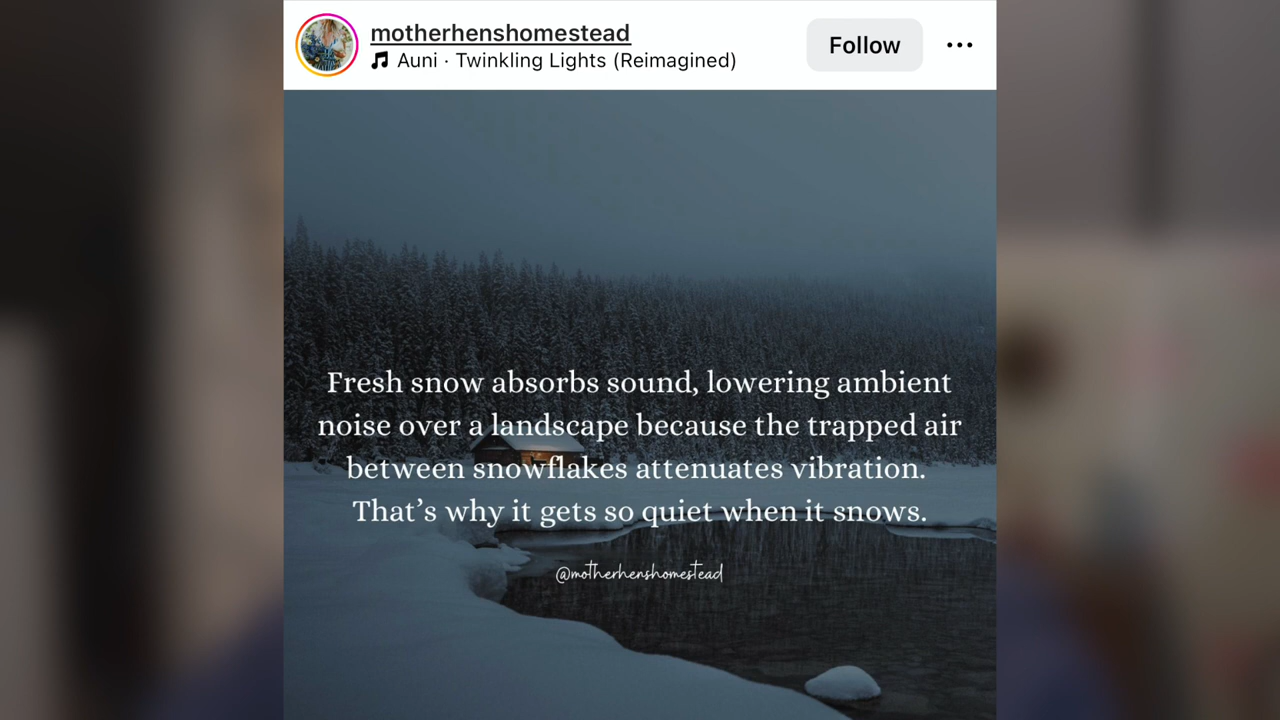 motherhenshomestead
Auni · Twinkling Lights (Reimagined)
Follow
Fresh snow absorbs sound, lowering ambient
noise over a landscape because the trapped air
between snowflakes attenuates vibration.
That’s why it gets so quiet when it snows.
@motherhenshomestead